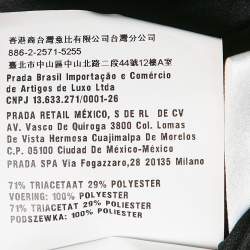 香港商台灣免比有限公司台灣分公司
886-2-2571-5255
臺北市中山區中山北路二段44號12樓A室
Prada Brasil Importação e Comércio
de Artigos de Luxo Ltda
CNPJ 13.633.271/0001-26
PRADA RETAIL MÉXICO, S DE RL DE CV
AV. Vasco De Quiroga 3800 Col. Lomas
De Vista Hermosa Cuajimalpa De Morelos
C.P. 05100 Ciudad De México-México
PRADA SPA Via Fogazzaro,28 20135 Milano
71% TRIACETAAT 29% POLYESTER
VOERING: 100% POLYESTER
71% TRIACETAT 29% POLYESTER
PODSZEWKA: 100% POLIESTER